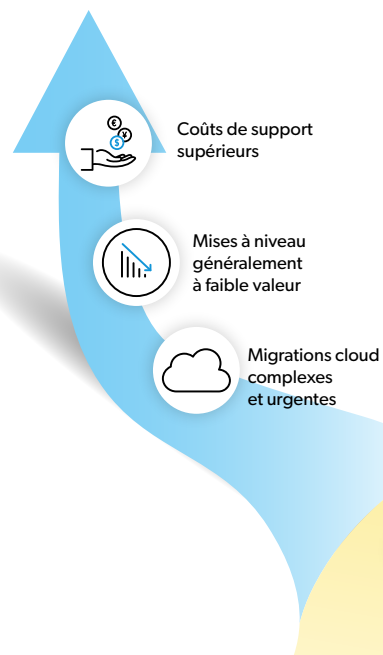 €
¥
$
Coûts de support
supérieurs
Mises à niveau
généralement
à faible valeur
Migrations cloud
complexes
et urgentes